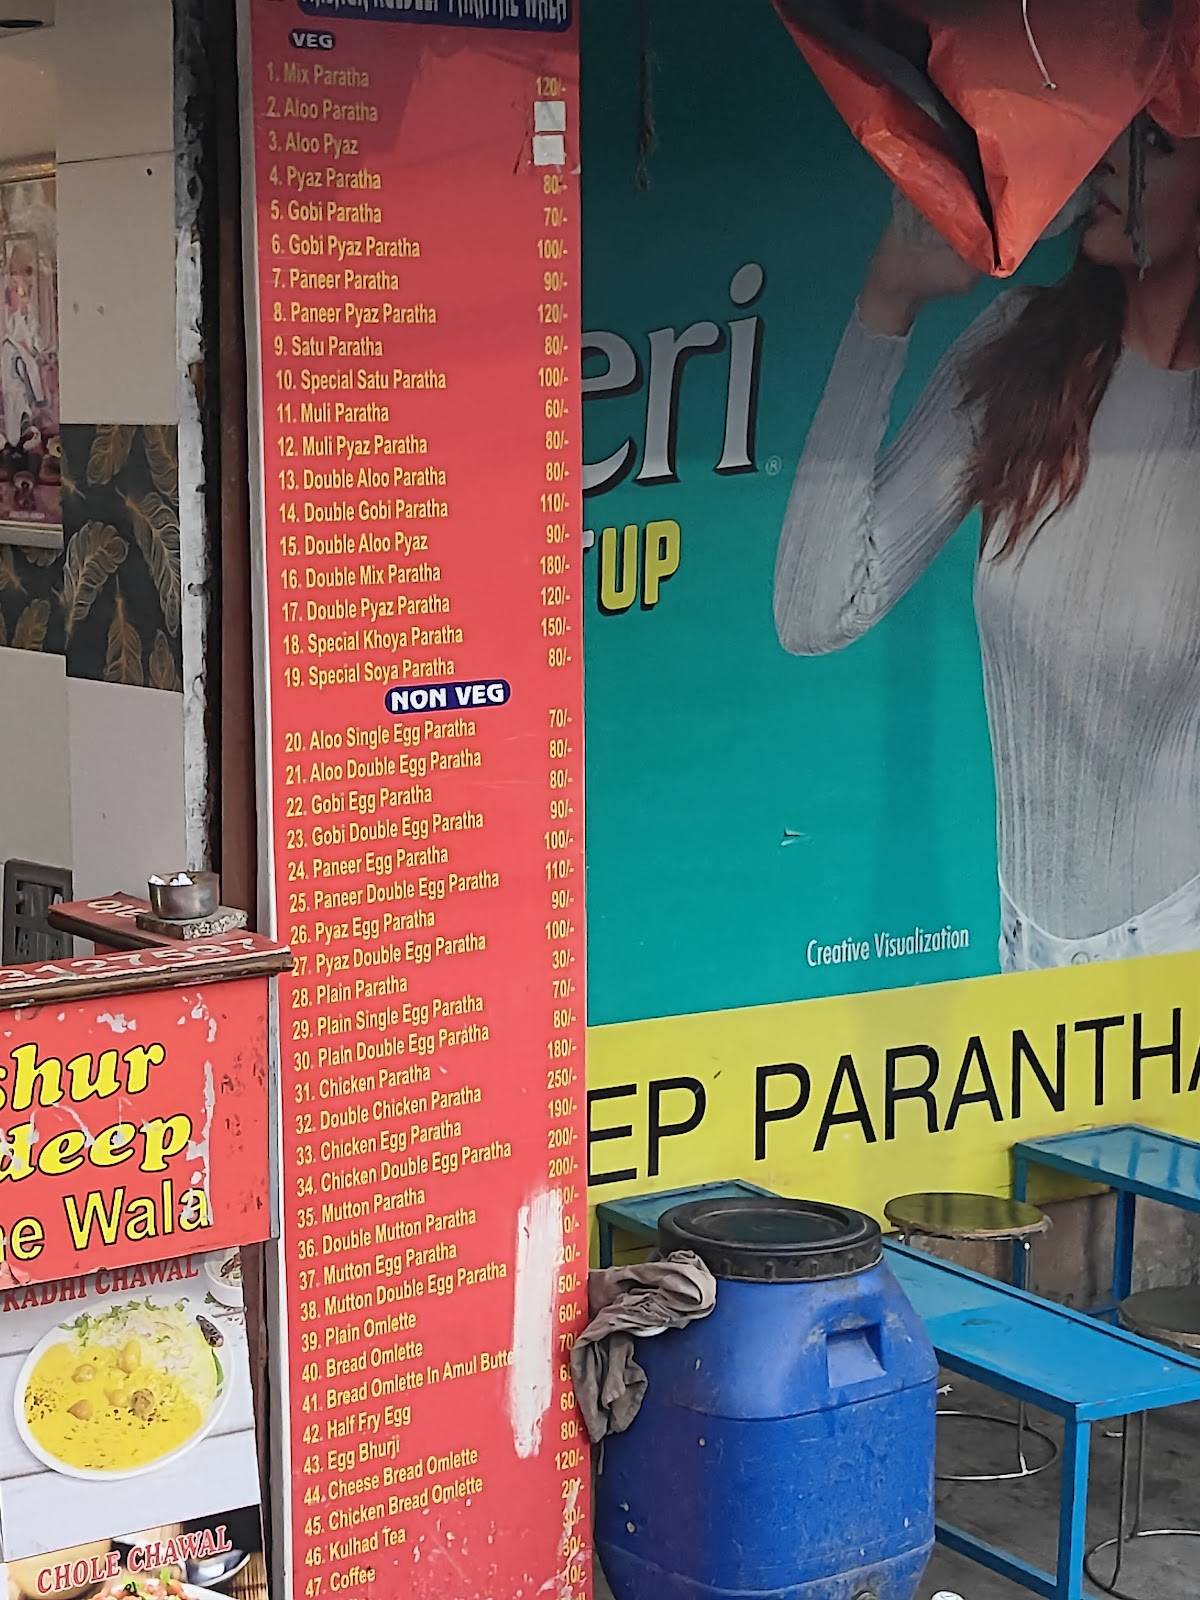 VEG
1. Mix Paratha 120/-
2. Aloo Paratha
3. Aloo Pyaz
4. Pyaz Paratha 80/-
5. Gobi Paratha 70/-
6. Gobi Pyaz Paratha 100/-
7. Paneer Paratha 90/-
8. Paneer Pyaz Paratha 120/-
9. Satu Paratha 80/-
10. Special Satu Paratha 100/-
11. Muli Paratha 60/-
12. Muli Pyaz Paratha 80/-
13. Double Aloo Paratha 80/-
14. Double Gobi Paratha 110/-
15. Double Aloo Pyaz 90/-
16. Double Mix Paratha 180/-
17. Double Pyaz Paratha 120/-
18. Special Khoya Paratha 150/-
19. Special Soya Paratha 80/-
NON VEG
20. Aloo Single Egg Paratha 70/-
21. Aloo Double Egg Paratha 80/-
22. Gobi Egg Paratha 80/-
23. Gobi Double Egg Paratha 90/-
24. Paneer Egg Paratha 100/-
25. Paneer Double Egg Paratha 110/-
26. Pyaz Egg Paratha 90/-
27. Pyaz Double Egg Paratha 100/-
28. Plain Paratha 30/-
29. Plain Single Egg Paratha 70/-
30. Plain Double Egg Paratha 80/-
31. Chicken Paratha 180/-
32. Double Chicken Paratha 250/-
33. Chicken Egg Paratha 190/-
34. Chicken Double Egg Paratha 200/-
35. Mutton Paratha 200/-
36. Double Mutton Paratha
37. Mutton Egg Paratha
38. Mutton Double Egg Paratha
39. Plain Omlette 50/-
40. Bread Omlette 60/-
41. Bread Omlette In Amul Butte 70/
42. Half Fry Egg
43. Egg Bhurji 60/-
44. Cheese Bread Omlette 80/-
45. Chicken Bread Omlette 120/-
46. Kulhad Tea 20/-
47. Coffee 30/-
eri®
UP
Creative Visualization
EP PARANTHA
shur
deep
e Wala
KADHI CHAWAL
CHOLE CHAWAL